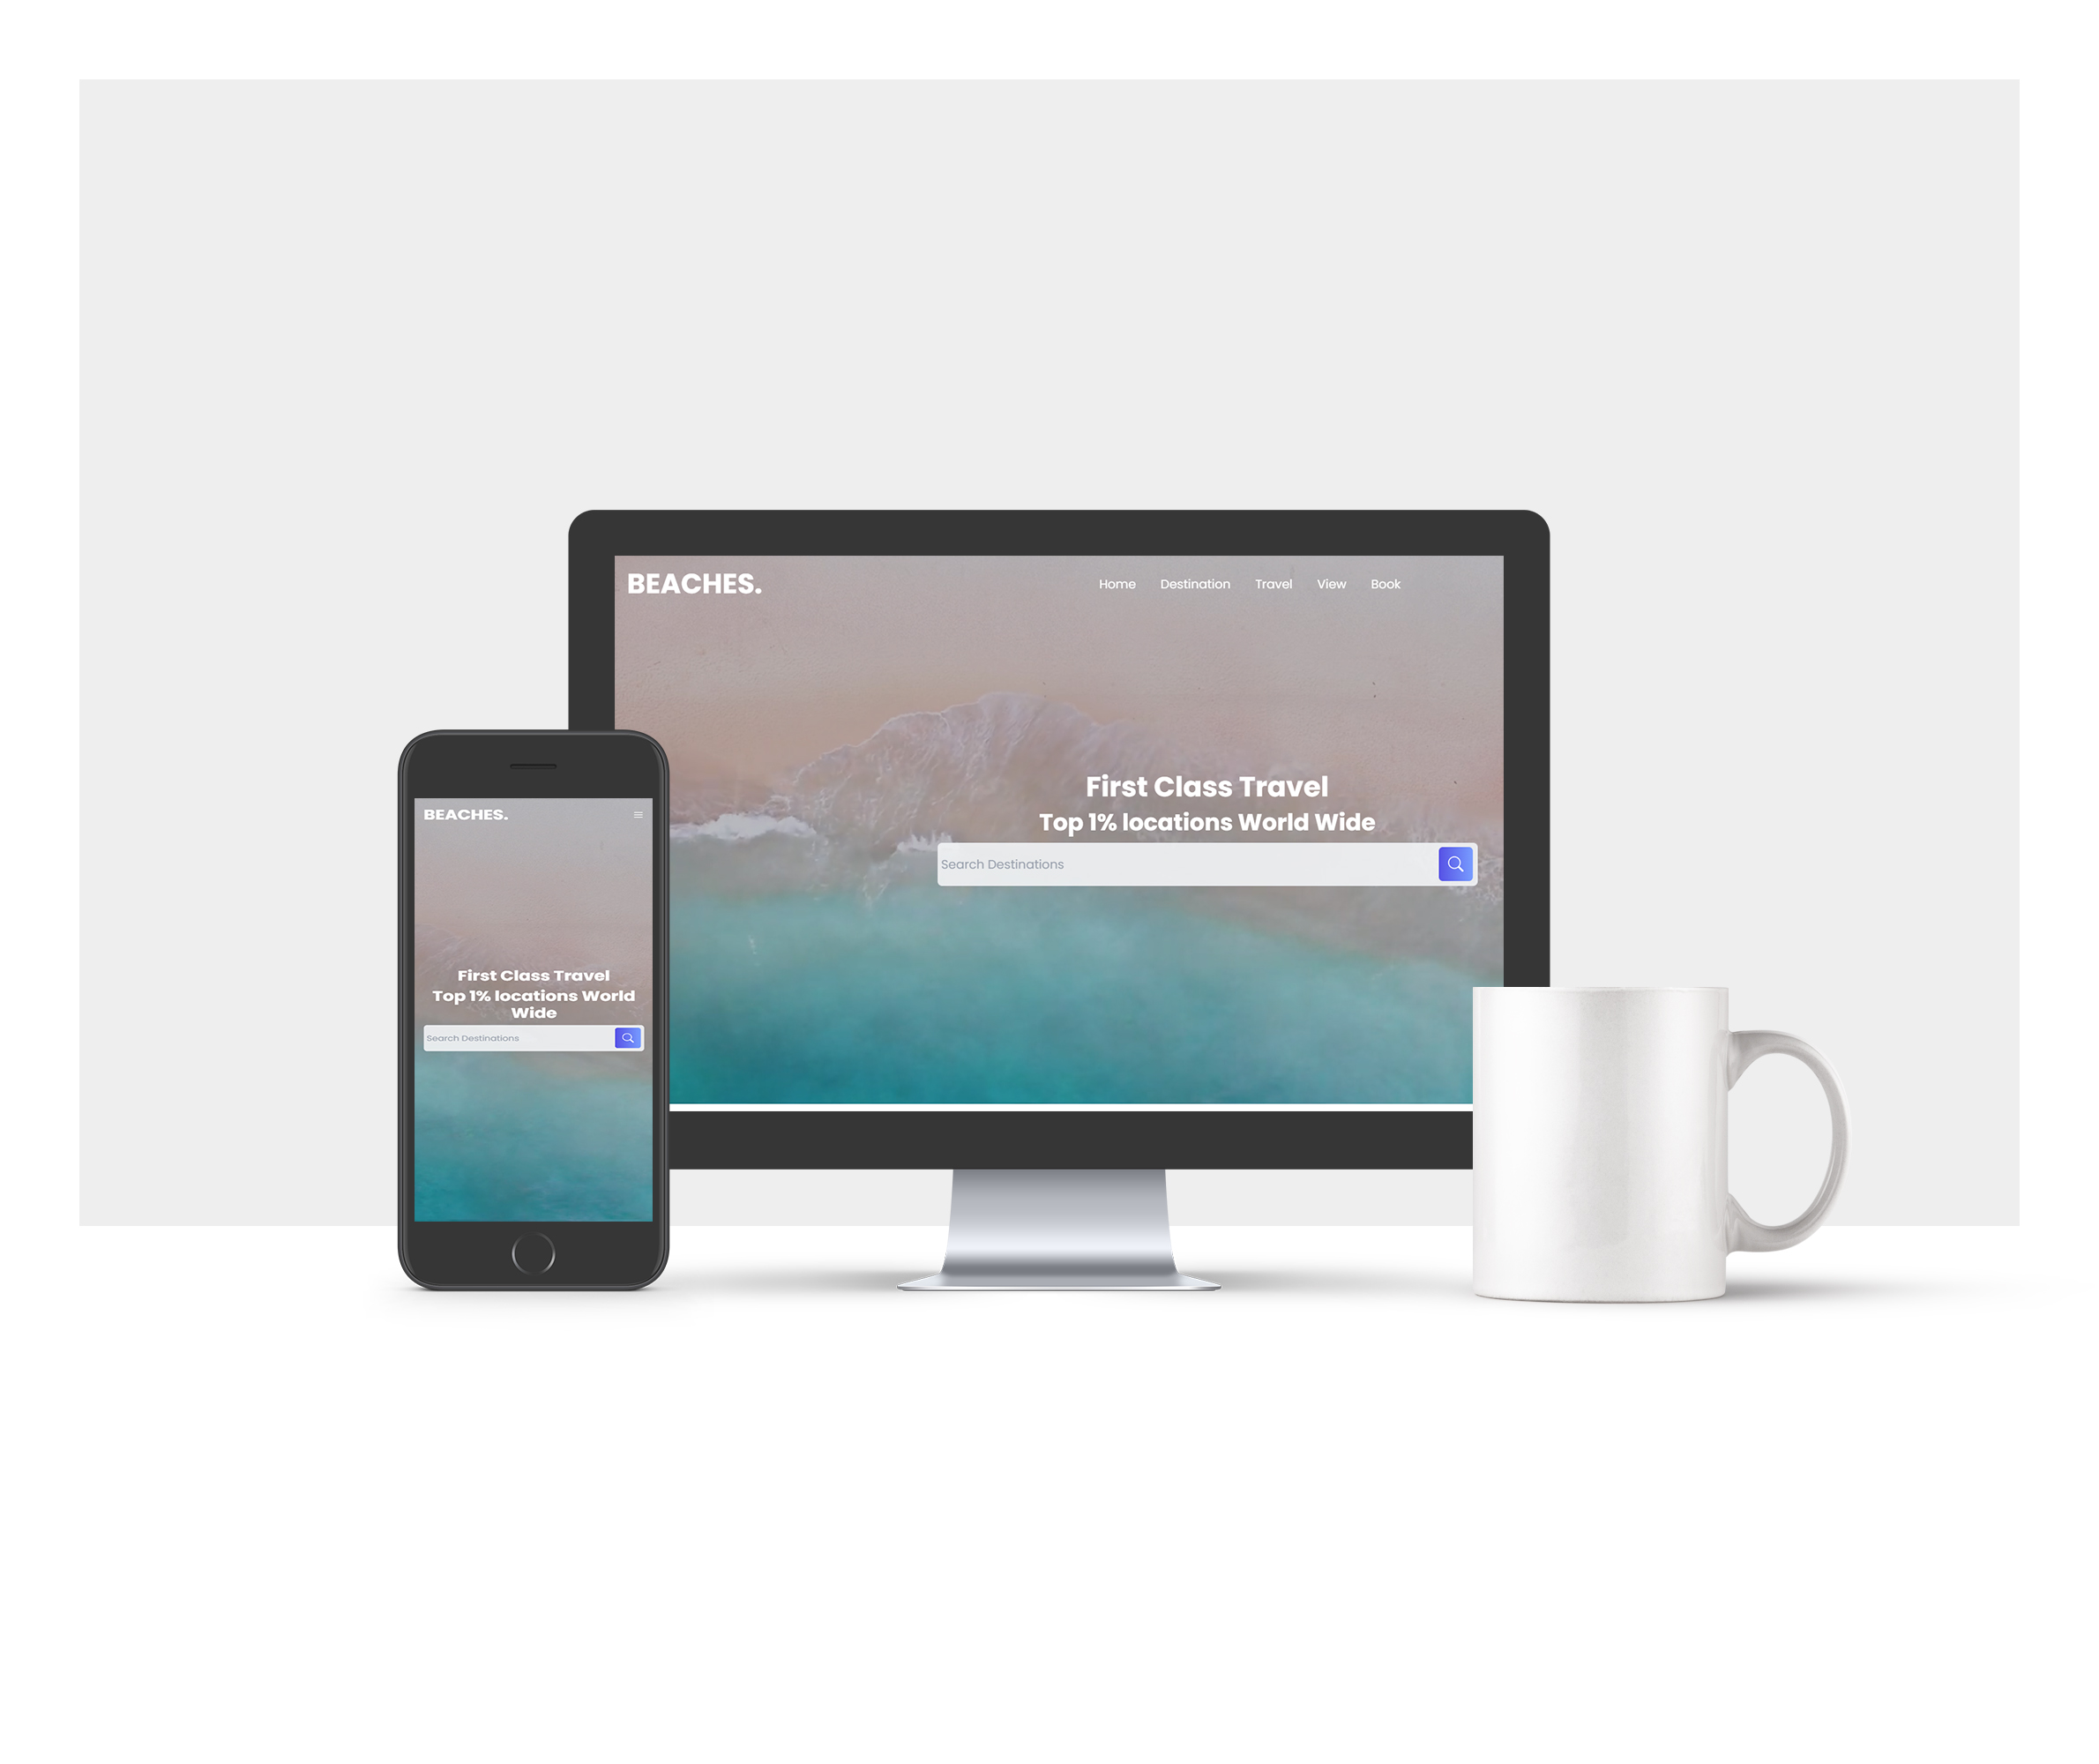 BEACHES.
Home Destination Travel View Book
First Class Travel
Top 1% locations World Wide
Search Destinations
BEACHES.
First Class Travel
Top 1% locations World
Wide
Search Destinations